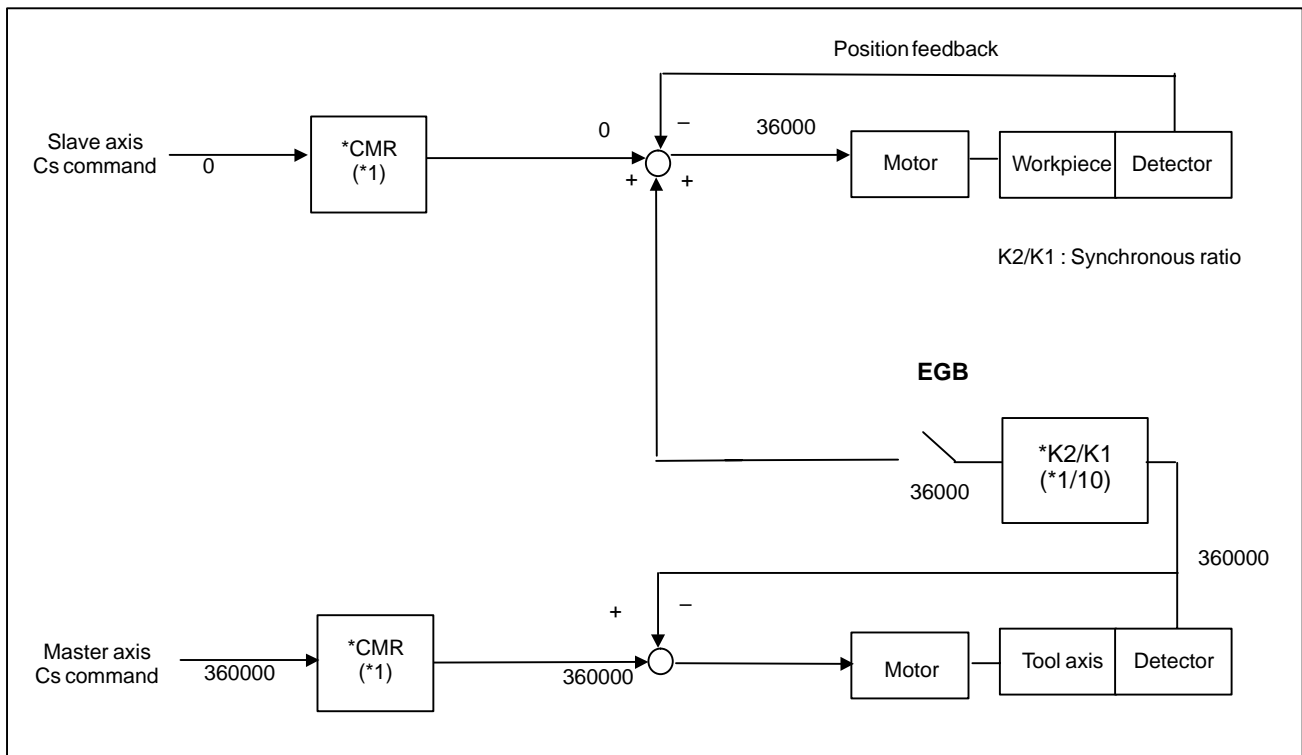 Position feedback
Slave axis
Cs command
0
*CMR
(*1)
0
–
+
+
36000
Motor
Workpiece
Detector
K2/K1 : Synchronous ratio
EGB
36000
*K2/K1
(*1/10)
360000
Master axis
Cs command
360000
*CMR
(*1)
360000
+
–
Motor
Tool axis
Detector